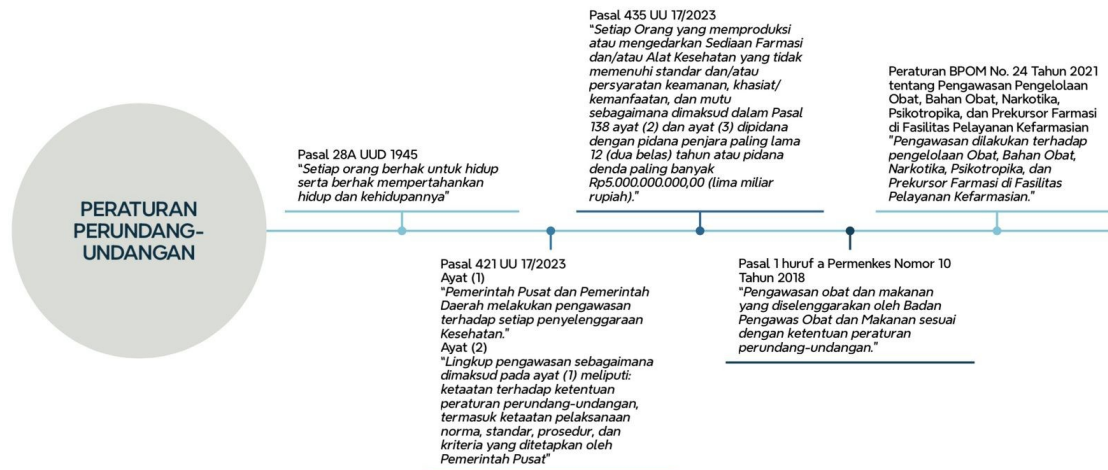 PERATURAN
PERUNDANG-
UNDANGAN
Pasal 28A UUD 1945
"Setiap orang berhak untuk hidup
serta berhak mempertahankan
hidup dan kehidupannya"
Pasal 421 UU 17/2023
Ayat (1)
"Pemerintah Pusat dan Pemerintah
Daerah melakukan pengawasan
terhadap setiap penyelenggaraan
Kesehatan."
Ayat (2)
"Lingkup pengawasan sebagaimana
dimaksud pada ayat (1) meliputi:
ketaatan terhadap ketentuan
peraturan perundang-undangan,
termasuk ketaatan pelaksanaan
norma, standar, prosedur, dan
kriteria yang ditetapkan oleh
Pemerintah Pusat"
Pasal 435 UU 17/2023
"Setiap Orang yang memproduksi
atau mengedarkan Sediaan Farmasi
dan/atau Alat Kesehatan yang tidak
memenuhi standar dan/atau
persyaratan keamanan, khasiat/
kemanfaatan, dan mutu
sebagaimana dimaksud dalam Pasal
138 ayat (2) dan ayat (3) dipidana
dengan pidana penjara paling lama
12 (dua belas) tahun atau pidana
denda paling banyak
Rp5.000.000.000,00 (lima miliar
rupiah)."
Pasal 1 huruf a Permenkes Nomor 10
Tahun 2018
"Pengawasan obat dan makanan
yang diselenggarakan oleh Badan
Pengawas Obat dan Makanan sesuai
dengan ketentuan peraturan
perundang-undangan."
Peraturan BPOM No. 24 Tahun 2021
tentang Pengawasan Pengelolaan
Obat, Bahan Obat, Narkotika,
Psikotropika, dan Prekursor Farmasi
di Fasilitas Pelayanan Kefarmasian
"Pengawasan dilakukan terhadap
pengelolaan Obat, Bahan Obat,
Narkotika, Psikotropika, dan
Prekursor Farmasi di Fasilitas
Pelayanan Kefarmasian."